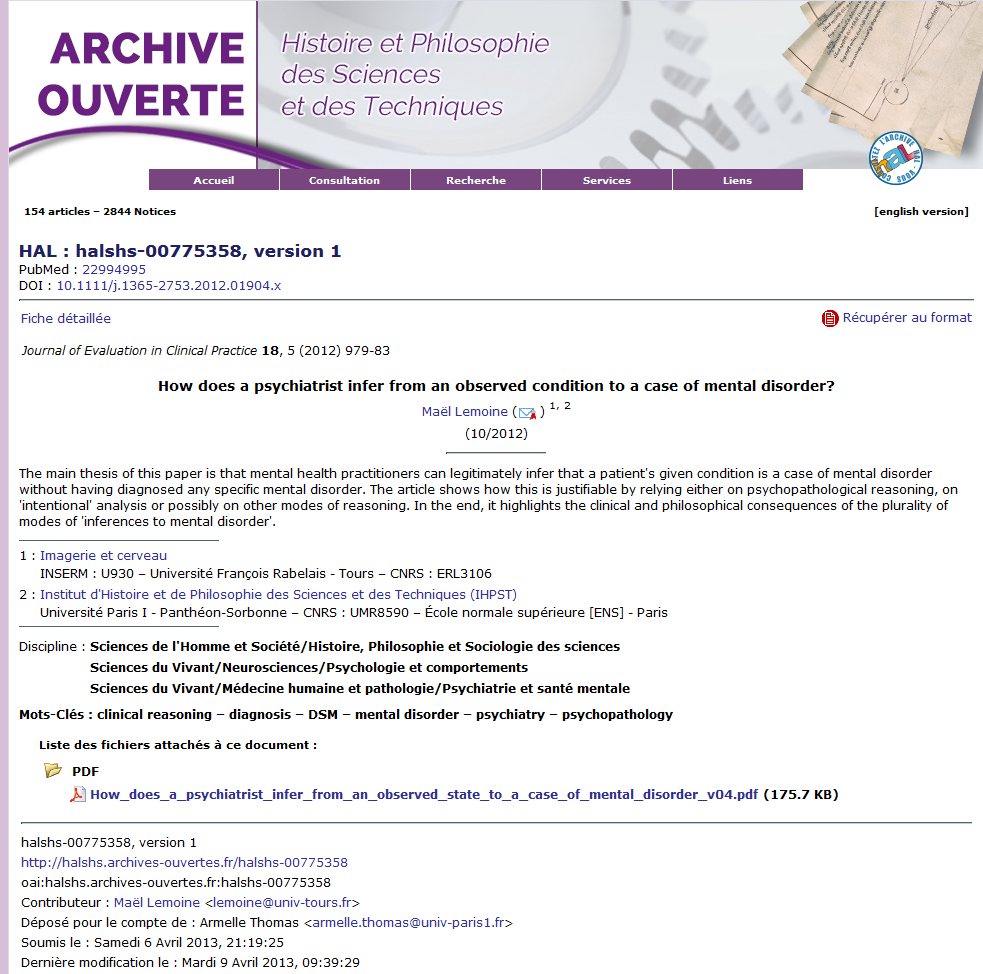 ARCHIVE
OUVERTE
Histoire et Philosophie
des Sciences
et des Techniques
Accueil
Consultation
Recherche
Services
Liens
154 articles – 2844 Notices
[english version]
HAL : halshs-00775358, version 1
PubMed : 22994995
DOI : 10.1111/j.1365-2753.2012.01904.x
Fiche détaillée
Récupérer au format
Journal of Evaluation in Clinical Practice 18, 5 (2012) 979-83
How does a psychiatrist infer from an observed condition to a case of mental disorder?
Maël Lemoine ( ) 1, 2
(10/2012)
The main thesis of this paper is that mental health practitioners can legitimately infer that a patient's given condition is a case of mental disorder
without having diagnosed any specific mental disorder. The article shows how this is justifiable by relying either on psychopathological reasoning, on
'intentional' analysis or possibly on other modes of reasoning. In the end, it highlights the clinical and philosophical consequences of the plurality of
modes of 'inferences to mental disorder'.
1 : Imagerie et cerveau
INSERM : U930 – Université François Rabelais - Tours – CNRS : ERL3106
2 : Institut d'Histoire et de Philosophie des Sciences et des Techniques (IHPST)
Université Paris I - Panthéon-Sorbonne – CNRS : UMR8590 – École normale supérieure [ENS] - Paris
Discipline : Sciences de l'Homme et Société/Histoire, Philosophie et Sociologie des sciences
Sciences du Vivant/Neurosciences/Psychologie et comportements
Sciences du Vivant/Médecine humaine et pathologie/Psychiatrie et santé mentale
Mots-Clés : clinical reasoning – diagnosis – DSM – mental disorder – psychiatry – psychopathology
Liste des fichiers attachés à ce document :
PDF
How_does_a_psychiatrist_infer_from_an_observed_state_to_a_case_of_mental_disorder_v04.pdf (175.7 KB)
halshs-00775358, version 1
http://halshs.archives-ouvertes.fr/halshs-00775358
oai:halshs.archives-ouvertes.fr:halshs-00775358
Contributeur : Maël Lemoine <lemoine@univ-tours.fr>
Déposé pour le compte de : Armelle Thomas <armelle.thomas@univ-paris1.fr>
Soumis le : Samedi 6 Avril 2013, 21:19:25
Dernière modification le : Mardi 9 Avril 2013, 09:39:29